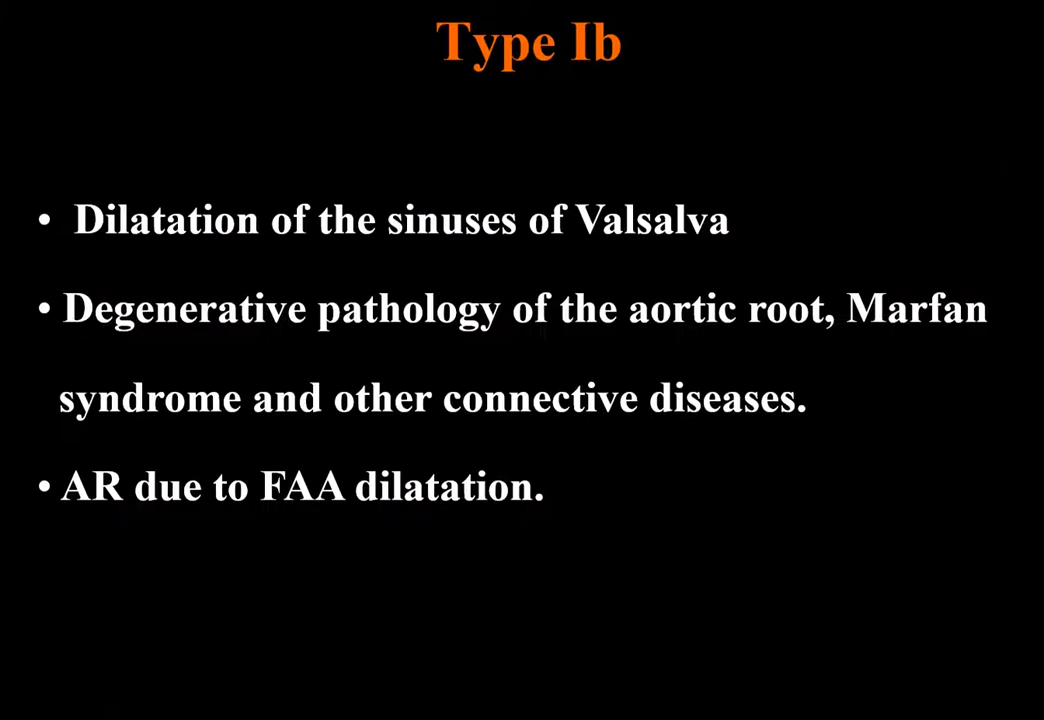 Type Ib
• Dilatation of the sinuses of Valsalva
• Degenerative pathology of the aortic root, Marfan
syndrome and other connective diseases.
• AR due to FAA dilatation.